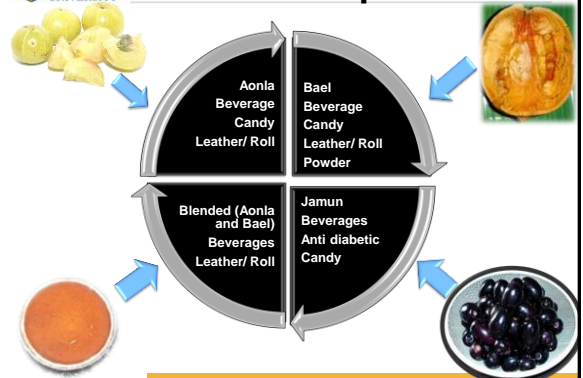 Aonla
Beverage
Candy
Leather/ Roll
Bael
Beverage
Candy
Leather/ Roll
Powder
Blended (Aonla
and Bael)
Beverages
Leather/ Roll
Jamun
Beverages
Anti diabetic
Candy